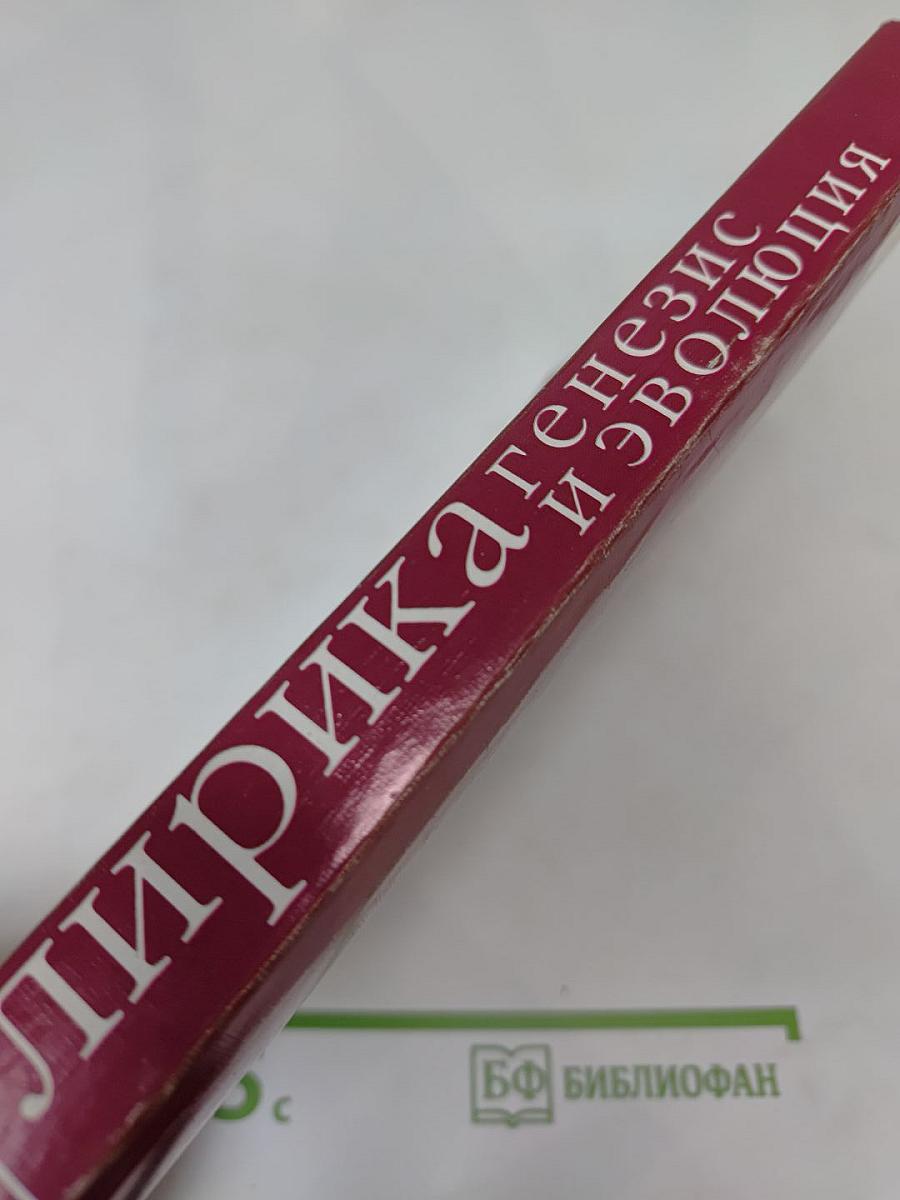 лирика
генезис
и эволюция
с
БФ БИБЛИОФАН